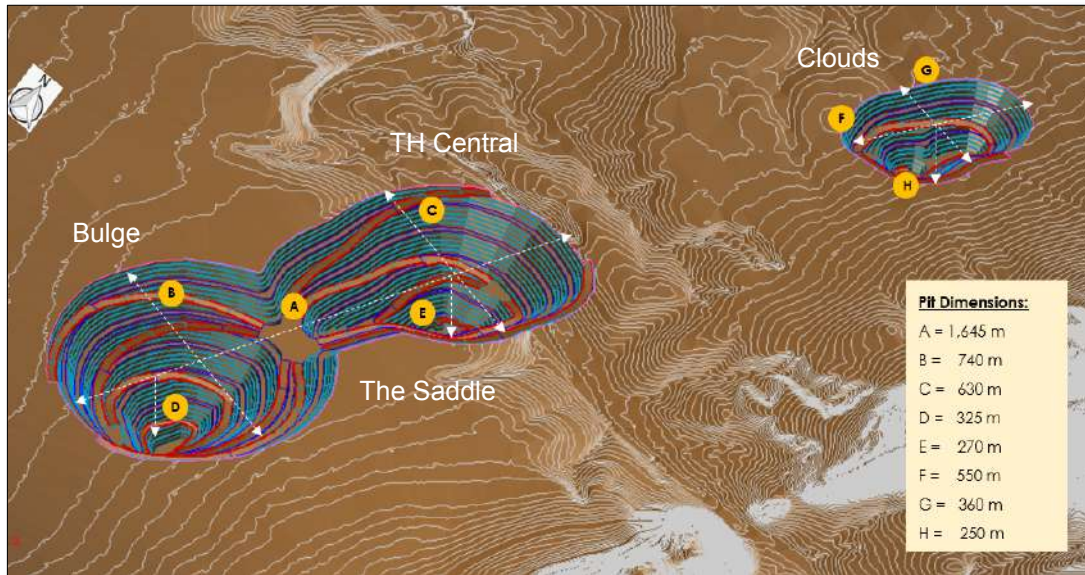 Clouds
G
N
F
TH Central
H
C
Bulge
B
A
E
The Saddle
D
Pit Dimensions:
A = 1,645 m
B = 740 m
C = 630 m
D = 325 m
E = 270 m
F = 550 m
G = 360 m
H = 250 m